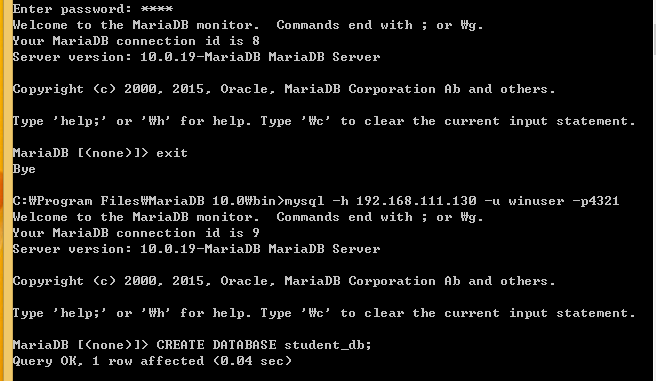 Enter password: ****
Welcome to the MariaDB monitor.  Commands end with ; or ₩g.
Your MariaDB connection id is 8
Server version: 10.0.19-MariaDB MariaDB Server
Copyright (c) 2000, 2015, Oracle, MariaDB Corporation Ab and others.
Type 'help;' or '₩h' for help. Type '₩c' to clear the current input statement.
MariaDB [(none)]> exit
Bye
C:₩Program Files₩MariaDB 10.0₩bin>mysql -h 192.168.111.130 -u winuser -p4321
Welcome to the MariaDB monitor.  Commands end with ; or ₩g.
Your MariaDB connection id is 9
Server version: 10.0.19-MariaDB MariaDB Server
Copyright (c) 2000, 2015, Oracle, MariaDB Corporation Ab and others.
Type 'help;' or '₩h' for help. Type '₩c' to clear the current input statement.
MariaDB [(none)]> CREATE DATABASE student_db;
Query OK, 1 row affected (0.04 sec)